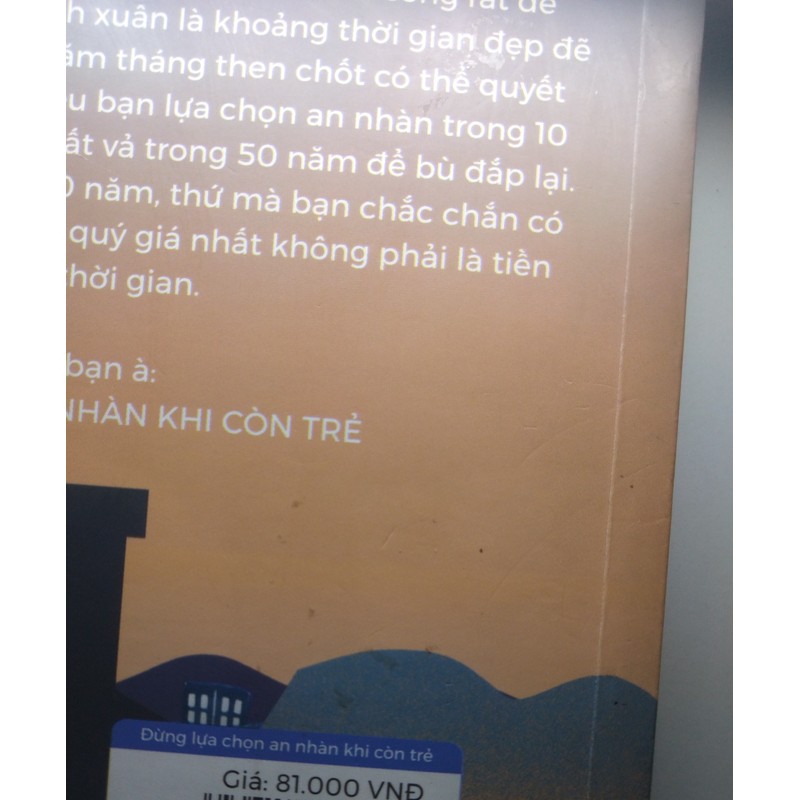 h xuân là khoảng thời gian đẹp đẽ
ăm tháng then chốt có thể quyết
u bạn lựa chọn an nhàn trong 10
ất vả trong 50 năm để bù đắp lại.
0 năm, thứ mà bạn chắc chắn có
quý giá nhất không phải là tiền
hời gian.
bạn à:
NHÀN KHI CÒN TRẺ
Đừng lựa chọn an nhàn khi còn trẻ
Giá: 81.000 VNĐ